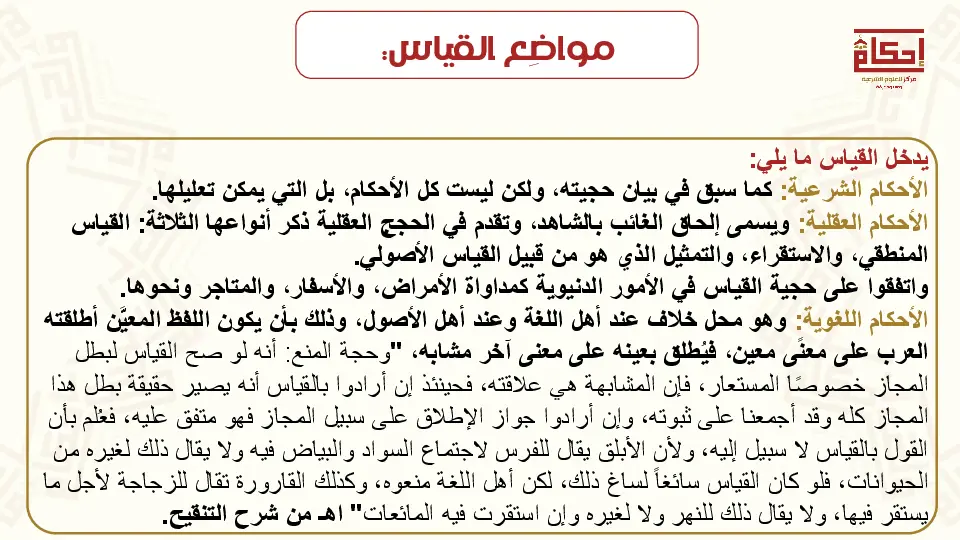 مواضِع القياس:
إحكام
مركز للعلوم الشرعية
يدخل القياس ما يلي:
الأحكام الشرعية: كما سبق في بيان حجيته، ولكن ليست كل الأحكام، بل التي يمكن تعليلها.
الأحكام العقلية: ويسمى إلحاق الغائب بالشاهد، وتقدم في الحجج العقلية ذكر أنواعها الثلاثة: القياس
المنطقي، والاستقراء، والتمثيل الذي هو من قبيل القياس الأصولي.
واتفقوا على حجية القياس في الأمور الدنيوية كمداواة الأمراض، والأسفار، والمتاجر ونحوها.
الأحكام اللغوية: وهو محل خلاف عند أهل اللغة وعند أهل الأصول، وذلك بأن يكون اللفظ المعيَّن أطلقته
العرب على معنًى معين، فيُطلق بعينه على معنى آخر مشابه، "وحجة المنع: أنه لو صح القياس لبطل
المجاز خصوصًا المستعار، فإن المشابهة هي علاقته، فحينئذ إن أرادوا بالقياس أنه يصير حقيقة بطل هذا
المجاز كله وقد أجمعنا على ثبوته، وإن أرادوا جواز الإطلاق على سبيل المجاز فهو متفق عليه، فعُلم بأن
القول بالقياس لا سبيل إليه، ولأن الأبلق يقال للفرس لاجتماع السواد والبياض فيه ولا يقال ذلك لغيره من
الحيوانات، فلو كان القياس سائغاً لساغ ذلك، لكن أهل اللغة منعوه، وكذلك القارورة تقال للزجاجة لأجل ما
يستقر فيها، ولا يقال ذلك للنهر ولا لغيره وإن استقرت فيه المائعات" اهـ من شرح التنقيح.